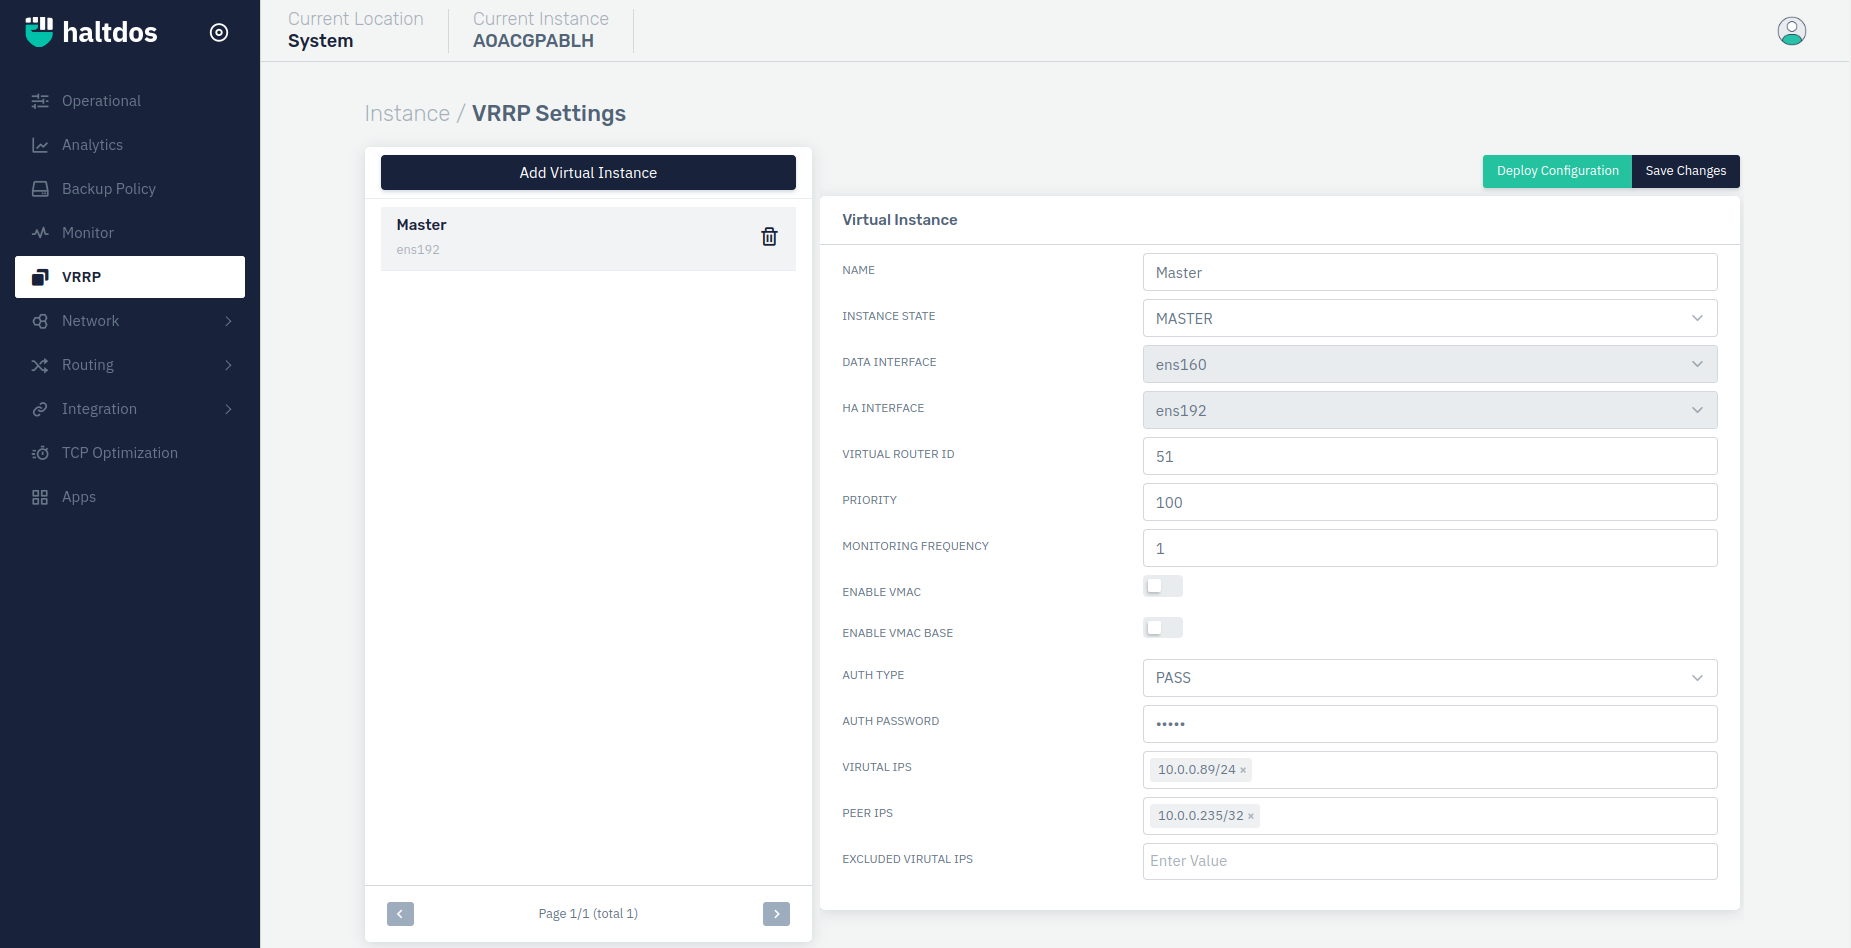 haltdos
Current Location
System
Current Instance
AOACGPABLH
Operational
Analytics
Backup Policy
Monitor
VRRP
Network
Routing
Integration
TCP Optimization
Apps
Instance / VRRP Settings
Add Virtual Instance
Master
ens192
Page 1/1 (total 1)
Deploy Configuration
Save Changes
Virtual Instance
NAME
Master
INSTANCE STATE
MASTER
DATA INTERFACE
ens160
HA INTERFACE
ens192
VIRTUAL ROUTER ID
51
PRIORITY
100
MONITORING FREQUENCY
1
ENABLE VMAC
ENABLE VMAC BASE
AUTH TYPE
PASS
AUTH PASSWORD
•••••
VIRUTAL IPS
10.0.0.89/24 ×
PEER IPS
10.0.0.235/32 ×
EXCLUDED VIRUTAL IPS
Enter Value